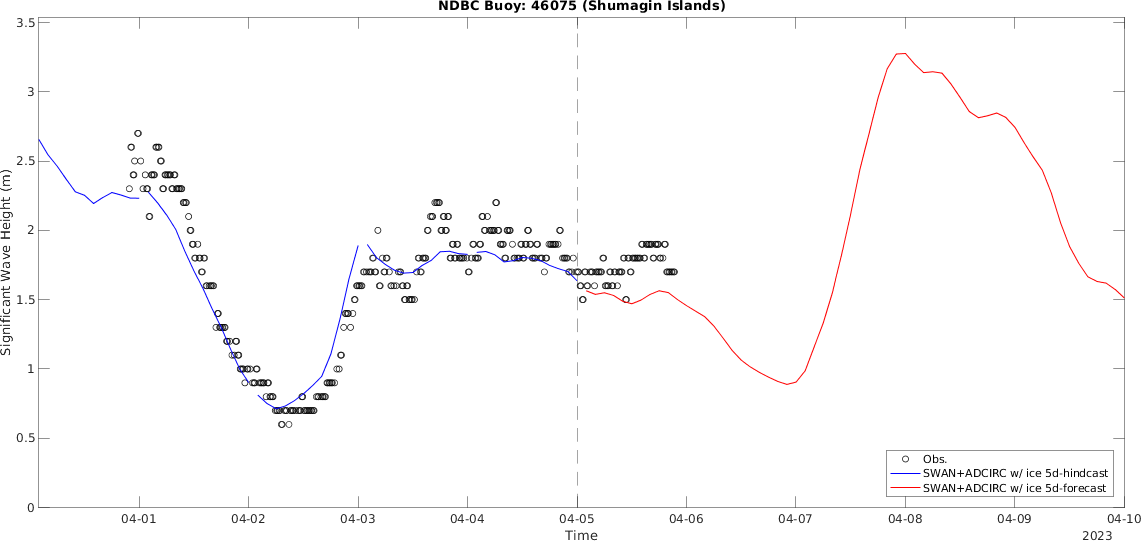 NDBC Buoy: 46075 (Shumagin Islands)
3.5
3
2.5
2
1.5
1
0.5
0
Significant Wave Height (m)
Obs.
SWAN+ADCIRC w/ ice 5d-hindcast
SWAN+ADCIRC w/ ice 5d-forecast
04-01 04-02 04-03 04-04 04-05 04-06 04-07 04-08 04-09 04-10
Time
2023